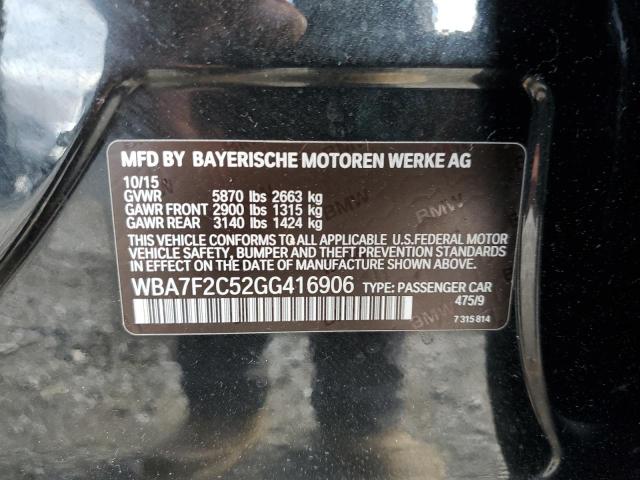 MFD BY BAYERISCHE MOTOREN WERKE AG
10/15
GVWR 5870 lbs 2663 kg
GAWR FRONT 2900 lbs 1315 kg
GAWR REAR 3140 lbs 1424 kg
THIS VEHICLE CONFORMS TO ALL APPLICABLE U.S.FEDERAL MOTOR
VEHICLE SAFETY, BUMPER AND THEFT PREVENTION STANDARDS
IN EFFECT ON THE DATE OF MANUFACTURE SHOWN ABOVE.
WBA7F2C52GG416906 TYPE: PASSENGER CAR
475/9
7 315 814
BMW
BMW
BMW